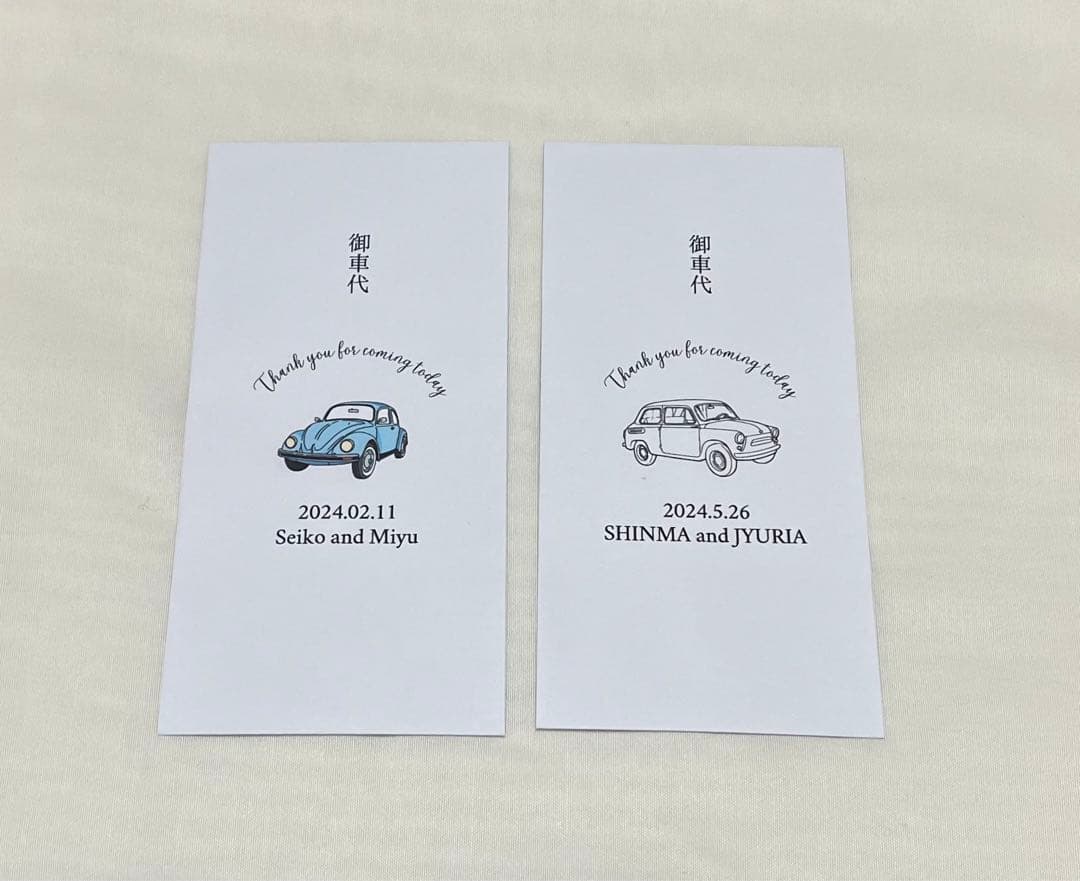 御車代
Thank you for coming today
2024.02.11
Seiko and Miyu
御車代
Thank you for coming today
2024.5.26
SHINMA and JYURIA